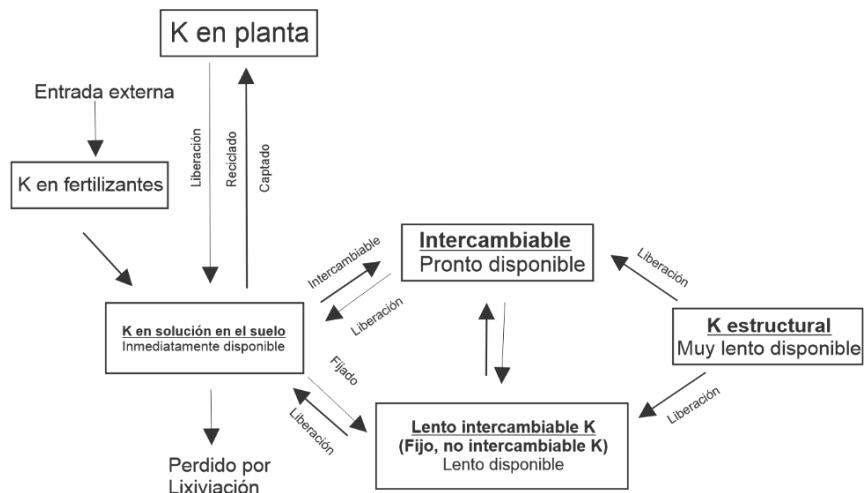 K en planta
Entrada externa
Liberación
Reciclado
Captado
K en fertilizantes
Intercambiable
Pronto disponible
Intercambiable
Liberación
Liberación
K en solución en el suelo
Inmediatamente disponible
K estructural
Muy lento disponible
Fijado
Liberación
Liberación
Lento intercambiable K
(Fijo, no intercambiable K)
Lento disponible
Perdido por
Lixiviación